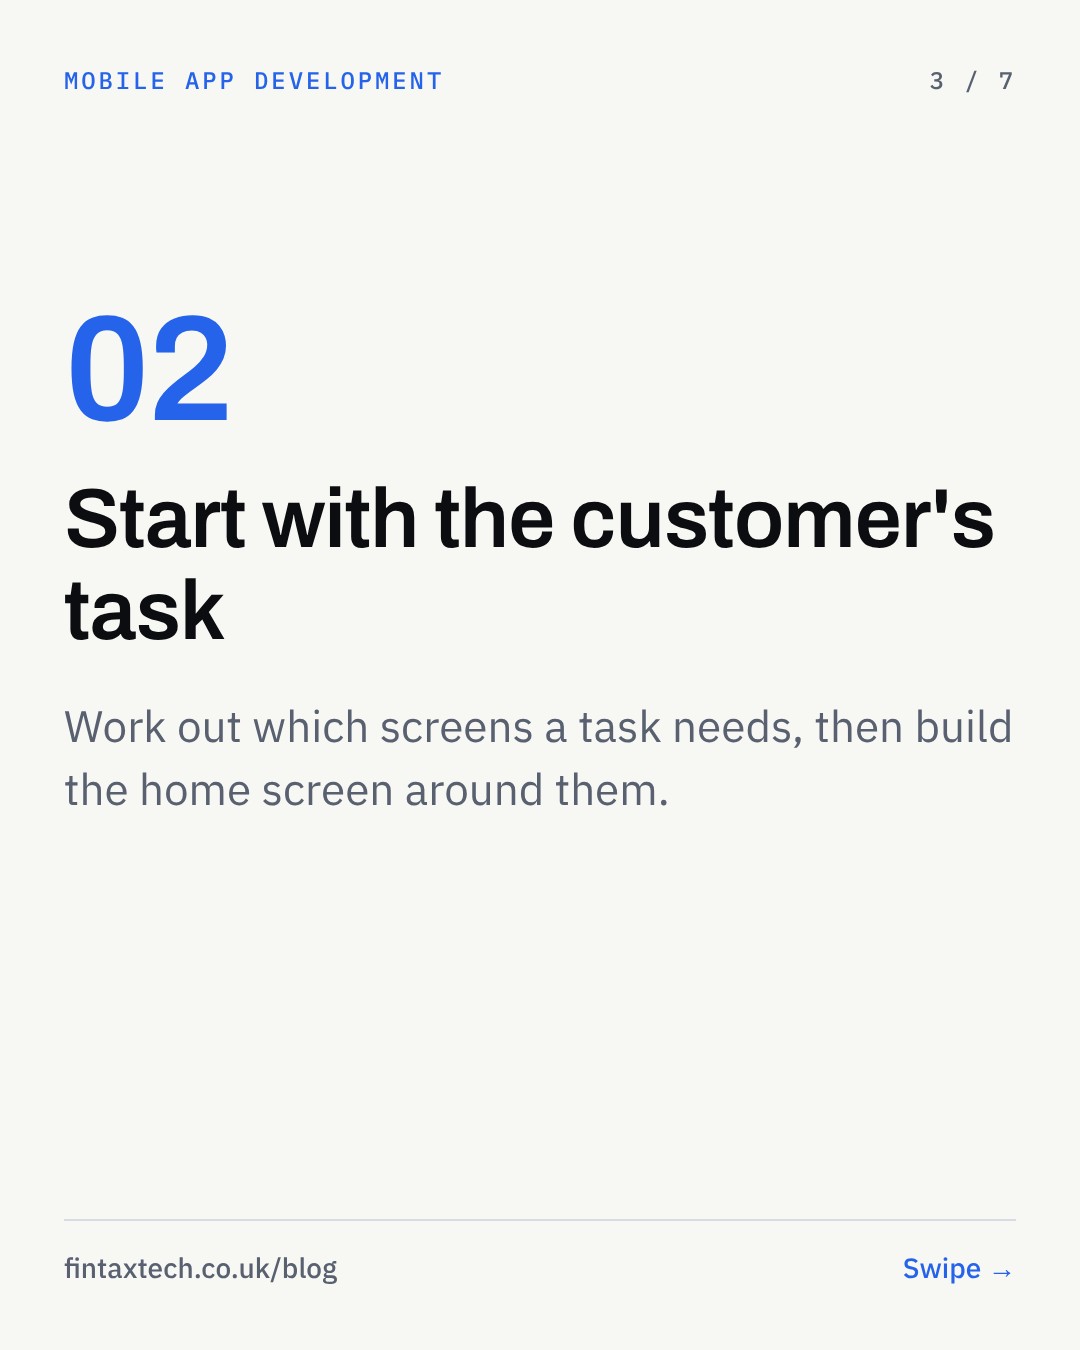 MOBILE APP DEVELOPMENT
3 / 7
02
Start with the customer's
task
Work out which screens a task needs, then build
the home screen around them.
fintaxtech.co.uk/blog
Swipe →